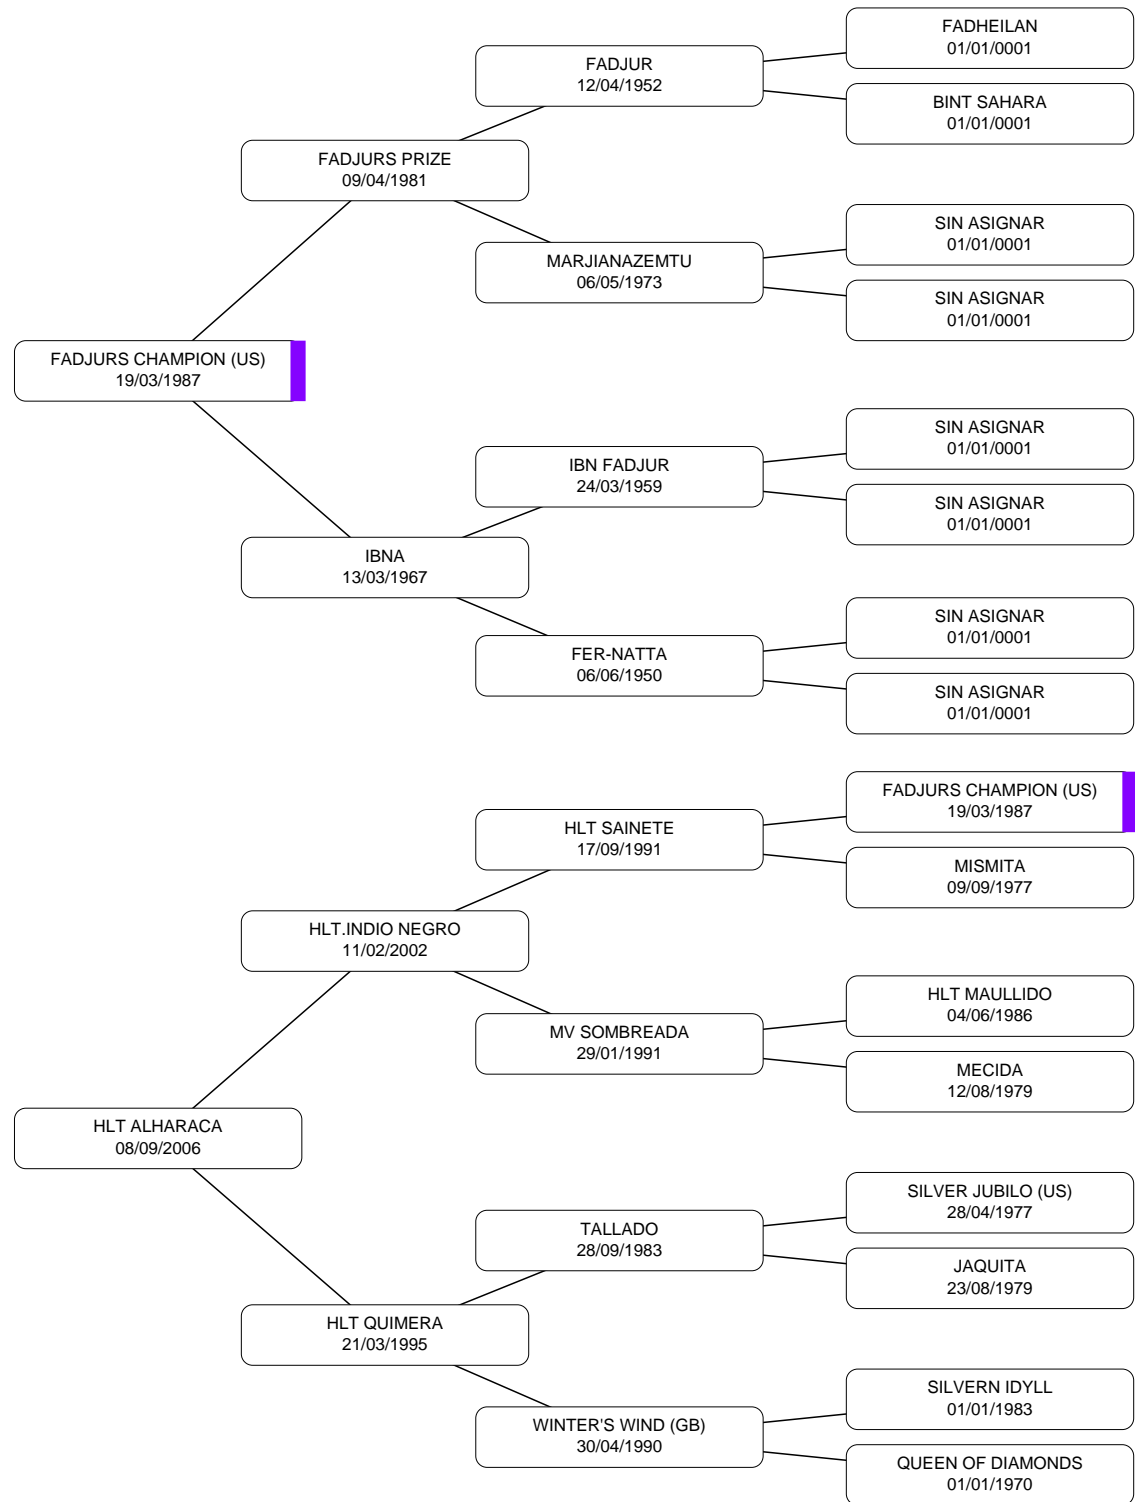 FADHEILAN
01/01/0001
FADJUR
12/04/1952
BINT SAHARA
01/01/0001
FADJURS PRIZE
09/04/1981
SIN ASIGNAR
01/01/0001
MARJIANAZEMTU
06/05/1973
SIN ASIGNAR
01/01/0001
FADJURS CHAMPION (US)
19/03/1987
SIN ASIGNAR
01/01/0001
IBN FADJUR
24/03/1959
SIN ASIGNAR
01/01/0001
IBNA
13/03/1967
SIN ASIGNAR
01/01/0001
FER-NATTA
06/06/1950
SIN ASIGNAR
01/01/0001
FADJURS CHAMPION (US)
19/03/1987
HLT SAINETE
17/09/1991
MISMITA
09/09/1977
HLT.INDIO NEGRO
11/02/2002
HLT MAULLIDO
04/06/1986
MV SOMBREADA
29/01/1991
MECIDA
12/08/1979
HLT ALHARACA
08/09/2006
SILVER JUBILO (US)
28/04/1977
TALLADO
28/09/1983
JAQUITA
23/08/1979
HLT QUIMERA
21/03/1995
SILVERN IDYLL
01/01/1983
WINTER'S WIND (GB)
30/04/1990
QUEEN OF DIAMONDS
01/01/1970